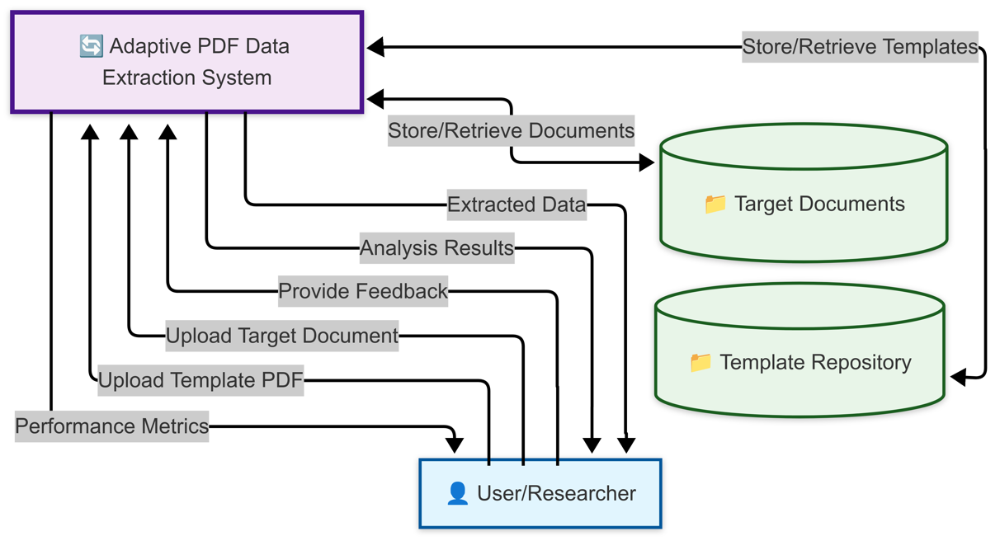 Adaptive PDF Data
Extraction System
Store/Retrieve Templates
Store/Retrieve Documents
Target Documents
Extracted Data
Analysis Results
Provide Feedback
Upload Target Document
Template Repository
Upload Template PDF
Performance Metrics
User/Researcher